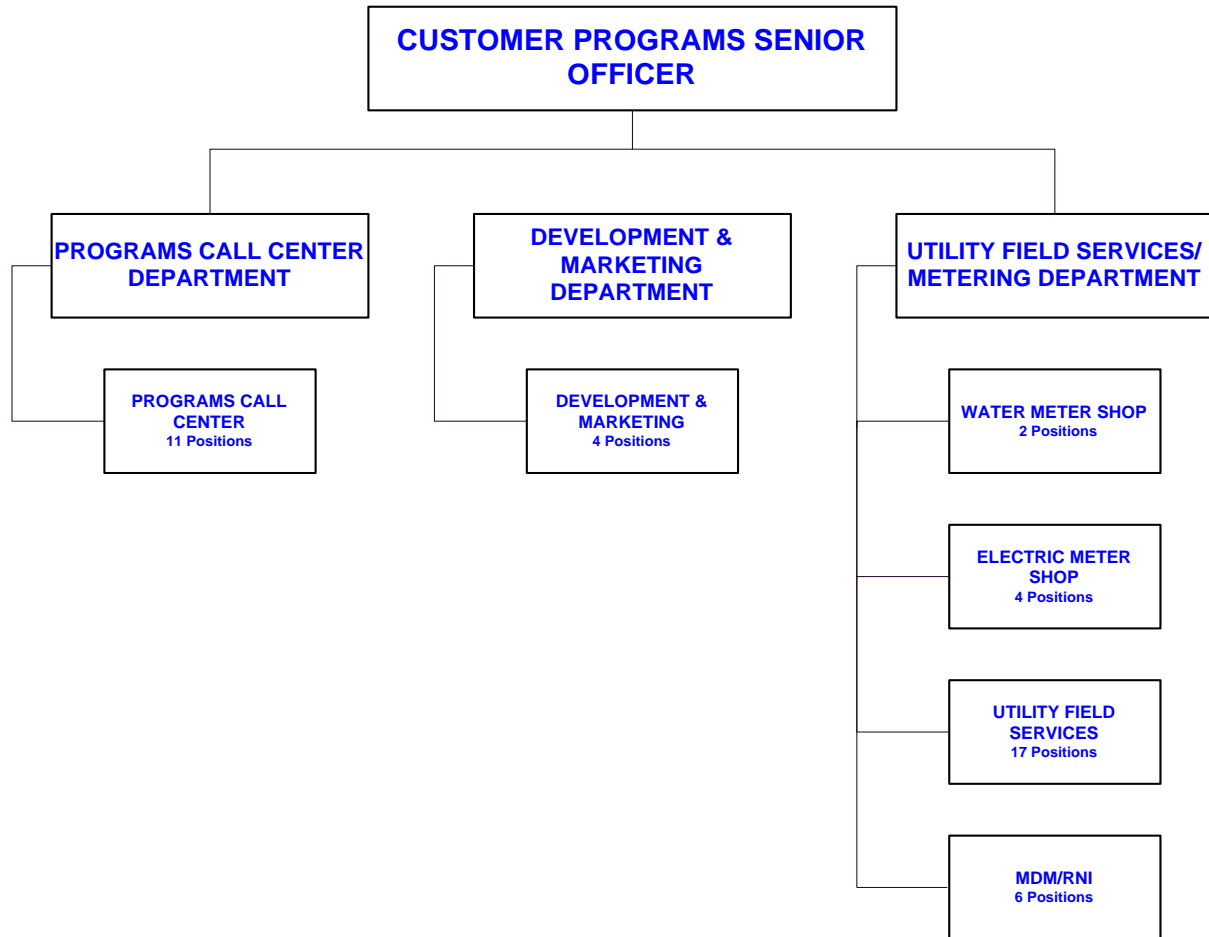 CUSTOMER PROGRAMS SENIOR
OFFICER
PROGRAMS CALL CENTER
DEPARTMENT
DEVELOPMENT &
MARKETING
DEPARTMENT
UTILITY FIELD SERVICES/
METERING DEPARTMENT
PROGRAMS CALL
CENTER
11 Positions
DEVELOPMENT &
MARKETING
4 Positions
WATER METER SHOP
2 Positions
ELECTRIC METER
SHOP
4 Positions
UTILITY FIELD
SERVICES
17 Positions
MDM/RNI
6 Positions